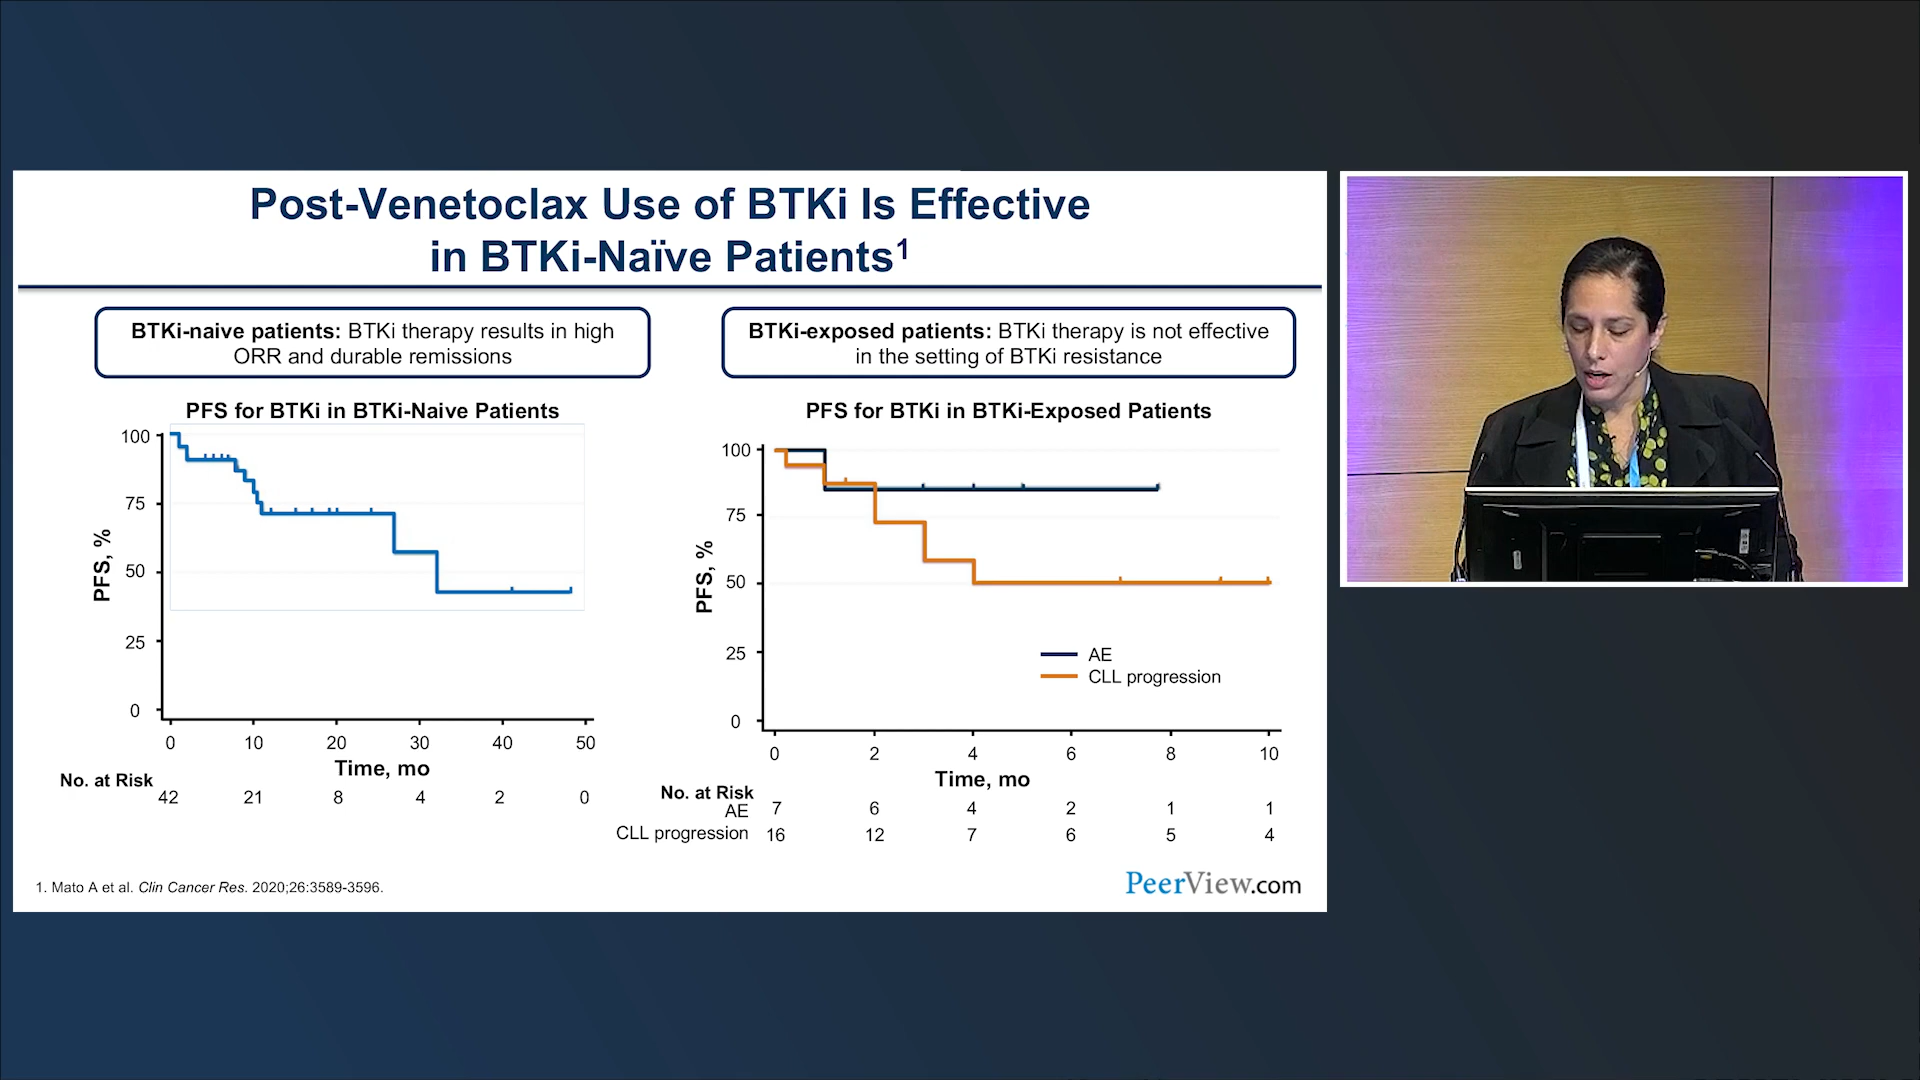 Post-Venetoclax Use of BTKi Is Effective
in BTKi-Naïve Patients1
BTKi-naive patients: BTKi therapy results in high
ORR and durable remissions
PFS for BTKi in BTKi-Naive Patients
PFS, %
100
75
50
25
0
0 10 20 30 40 50
Time, mo
No. at Risk
42 21 8 4 2 0
BTKi-exposed patients: BTKi therapy is not effective
in the setting of BTKi resistance
PFS for BTKi in BTKi-Exposed Patients
PFS, %
100
75
50
25
0
AE
CLL progression
0 2 4 6 8 10
Time, mo
No. at Risk
AE 7 6 4 2 1 1
CLL progression 16 12 7 6 5 4
1. Mato A et al. Clin Cancer Res. 2020;26:3589-3596.
PeerView.com